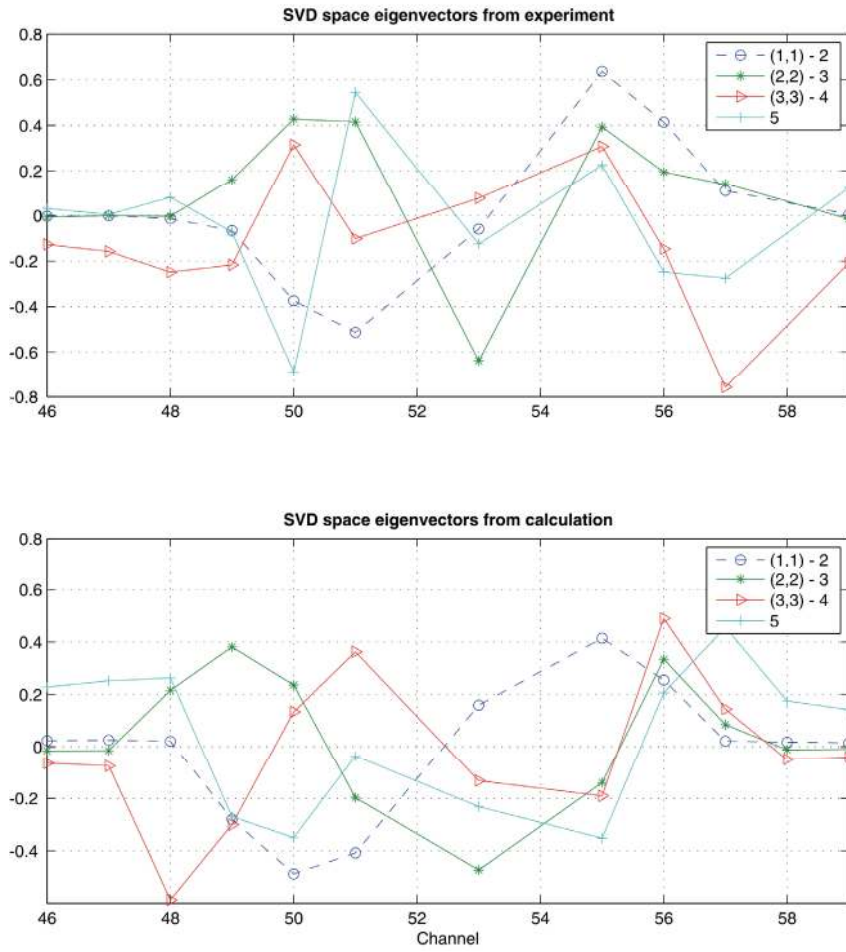 SVD space eigenvectors from experiment
0.8
0.6
0.4
0.2
0
-0.2
-0.4
-0.6
-0.8
46 48 50 52 54 56 58
(1,1) - 2
(2,2) - 3
(3,3) - 4
5
SVD space eigenvectors from calculation
0.8
0.6
0.4
0.2
0
-0.2
-0.4
46 48 50 52 54 56 58
Channel
(1,1) - 2
(2,2) - 3
(3,3) - 4
5